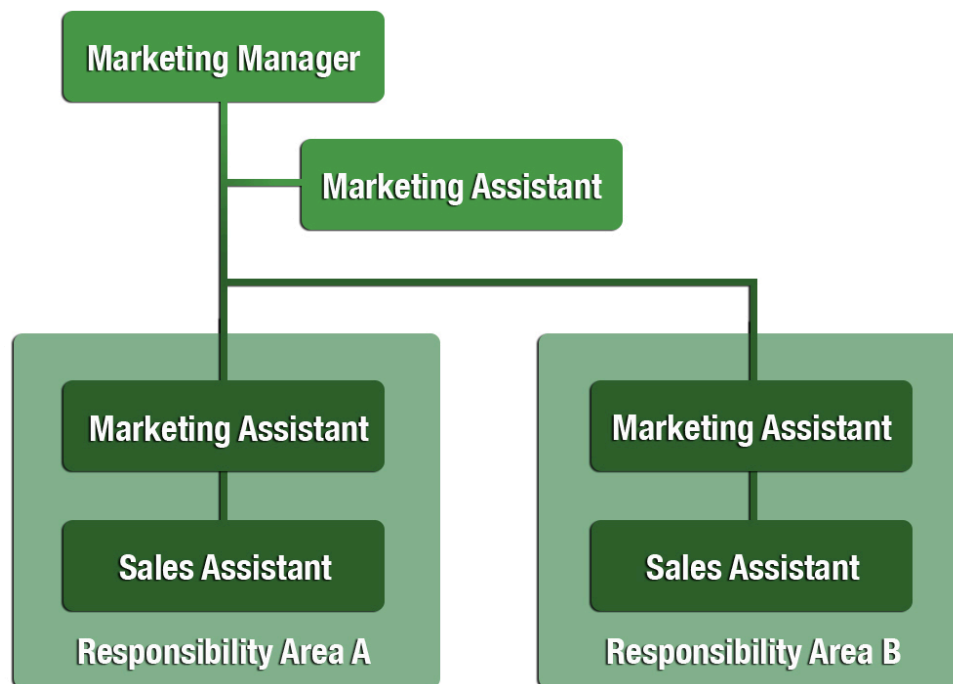 Marketing Manager
Marketing Assistant
Marketing Assistant
Sales Assistant
Responsibility Area A
Marketing Assistant
Sales Assistant
Responsibility Area B